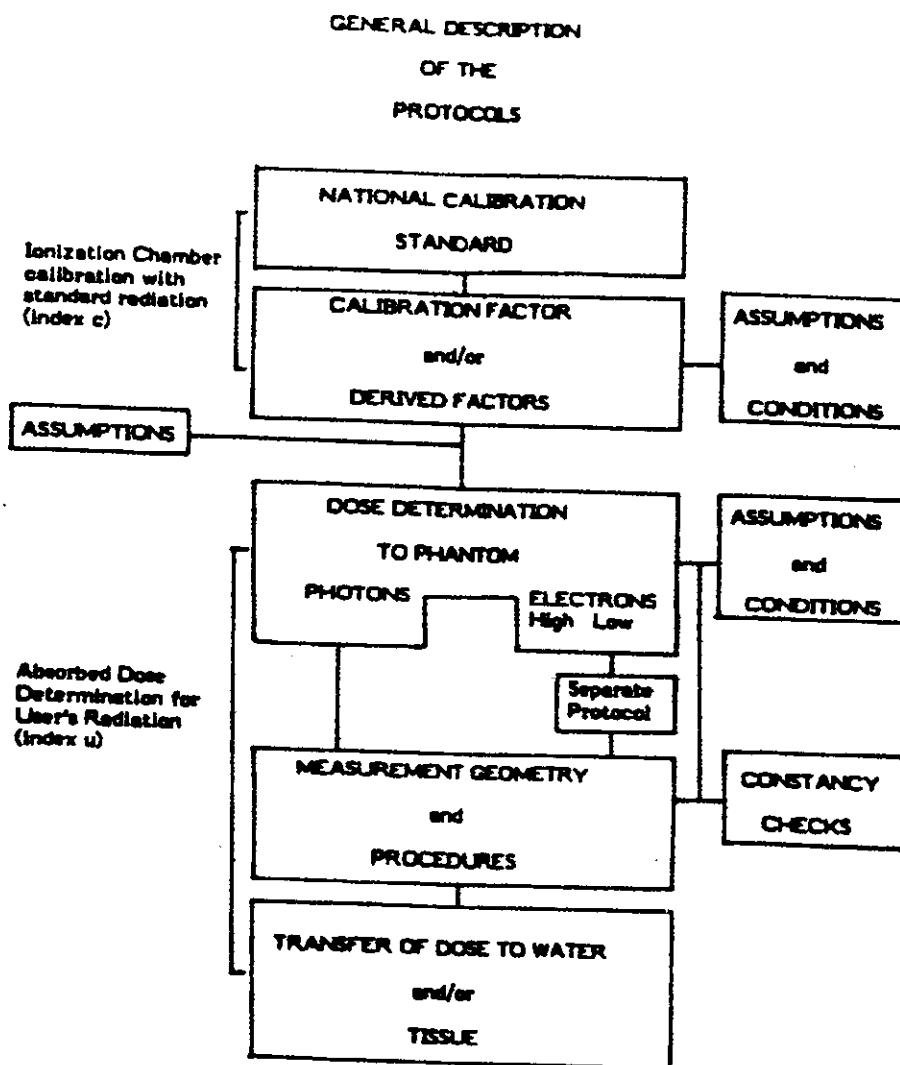 GENERAL DESCRIPTION
OF THE
PROTOCOLS
NATIONAL CALIBRATION
STANDARD
Ionization Chamber
calibration with
standard radiation
(index c)
CALIBRATION FACTOR
and/or
DERIVED FACTORS
ASSUMPTIONS
and
CONDITIONS
ASSUMPTIONS
DOSE DETERMINATION
TO PHANTOM
PHOTONS
ELECTRONS
High Low
ASSUMPTIONS
and
CONDITIONS
Separate
Protocol
Absorbed Dose
Determination for
User's Radiation
(index u)
MEASUREMENT GEOMETRY
and
PROCEDURES
CONSTANCY
CHECKS
TRANSFER OF DOSE TO WATER
and/or
TISSUE